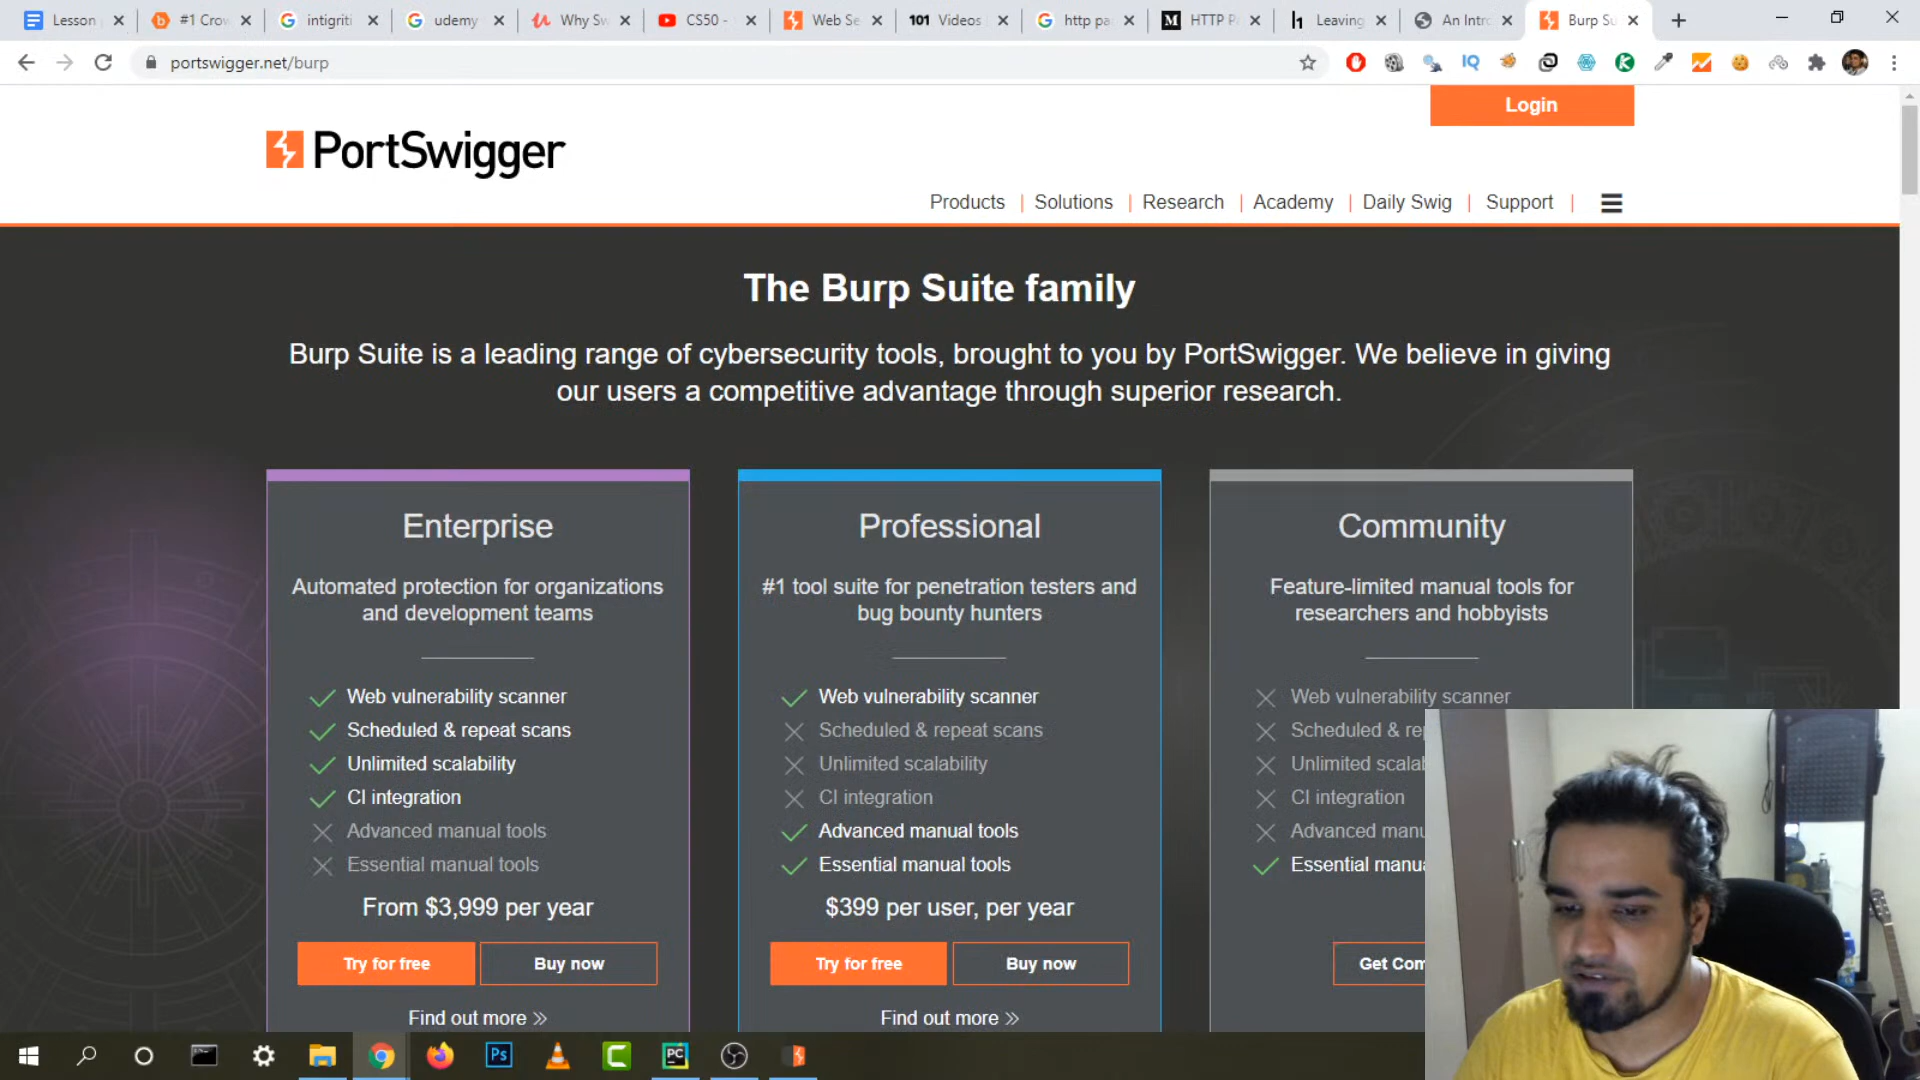 Lesson
#1 Crow
intigriti
udemy
Why Sw
CS50 -
Web Se
101 Videos
http pa
HTTP P
Leaving
An Intr
Burp Su
portswigger.net/burp
Login
PortSwigger
Products | Solutions | Research | Academy | Daily Swig | Support |
The Burp Suite family
Burp Suite is a leading range of cybersecurity tools, brought to you by PortSwigger. We believe in giving
our users a competitive advantage through superior research.
Enterprise
Automated protection for organizations
and development teams
Web vulnerability scanner
Scheduled & repeat scans
Unlimited scalability
CI integration
Advanced manual tools
Essential manual tools
From $3,999 per year
Try for free
Buy now
Find out more
Professional
#1 tool suite for penetration testers and
bug bounty hunters
Web vulnerability scanner
Scheduled & repeat scans
Unlimited scalability
CI integration
Advanced manual tools
Essential manual tools
$399 per user, per year
Try for free
Buy now
Find out more
Community
Feature-limited manual tools for
researchers and hobbyists
Web vulnerability scanner
Scheduled & rep
Unlimited scalab
CI integration
Advanced manu
Essential manua
Get Com